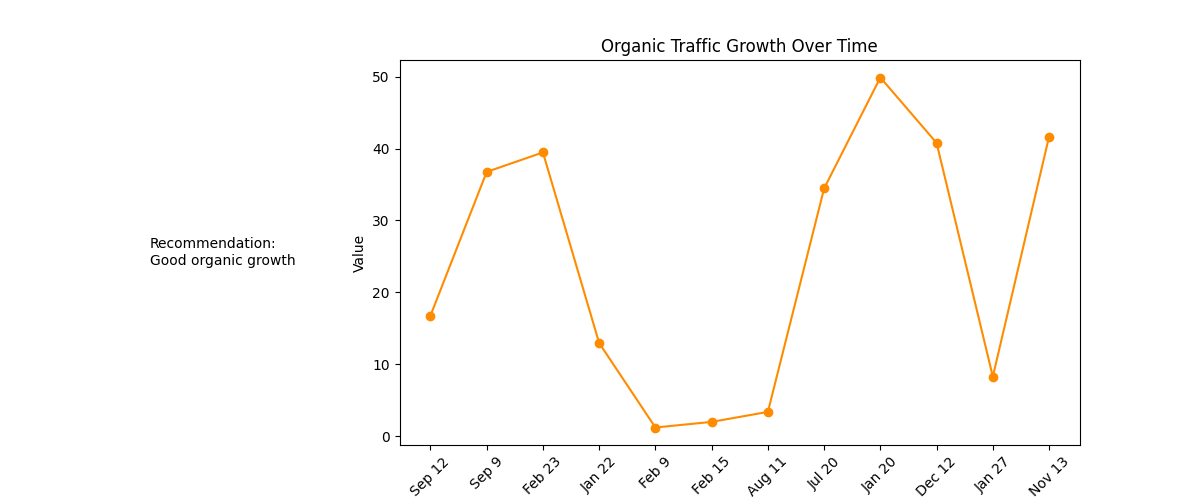 Organic Traffic Growth Over Time
Recommendation:
Good organic growth
Value
50
40
30
20
10
0
Sep 12
Sep 9
Feb 23
Jan 22
Feb 9
Feb 15
Aug 11
Jul 20
Jan 20
Dec 12
Jan 27
Nov 13